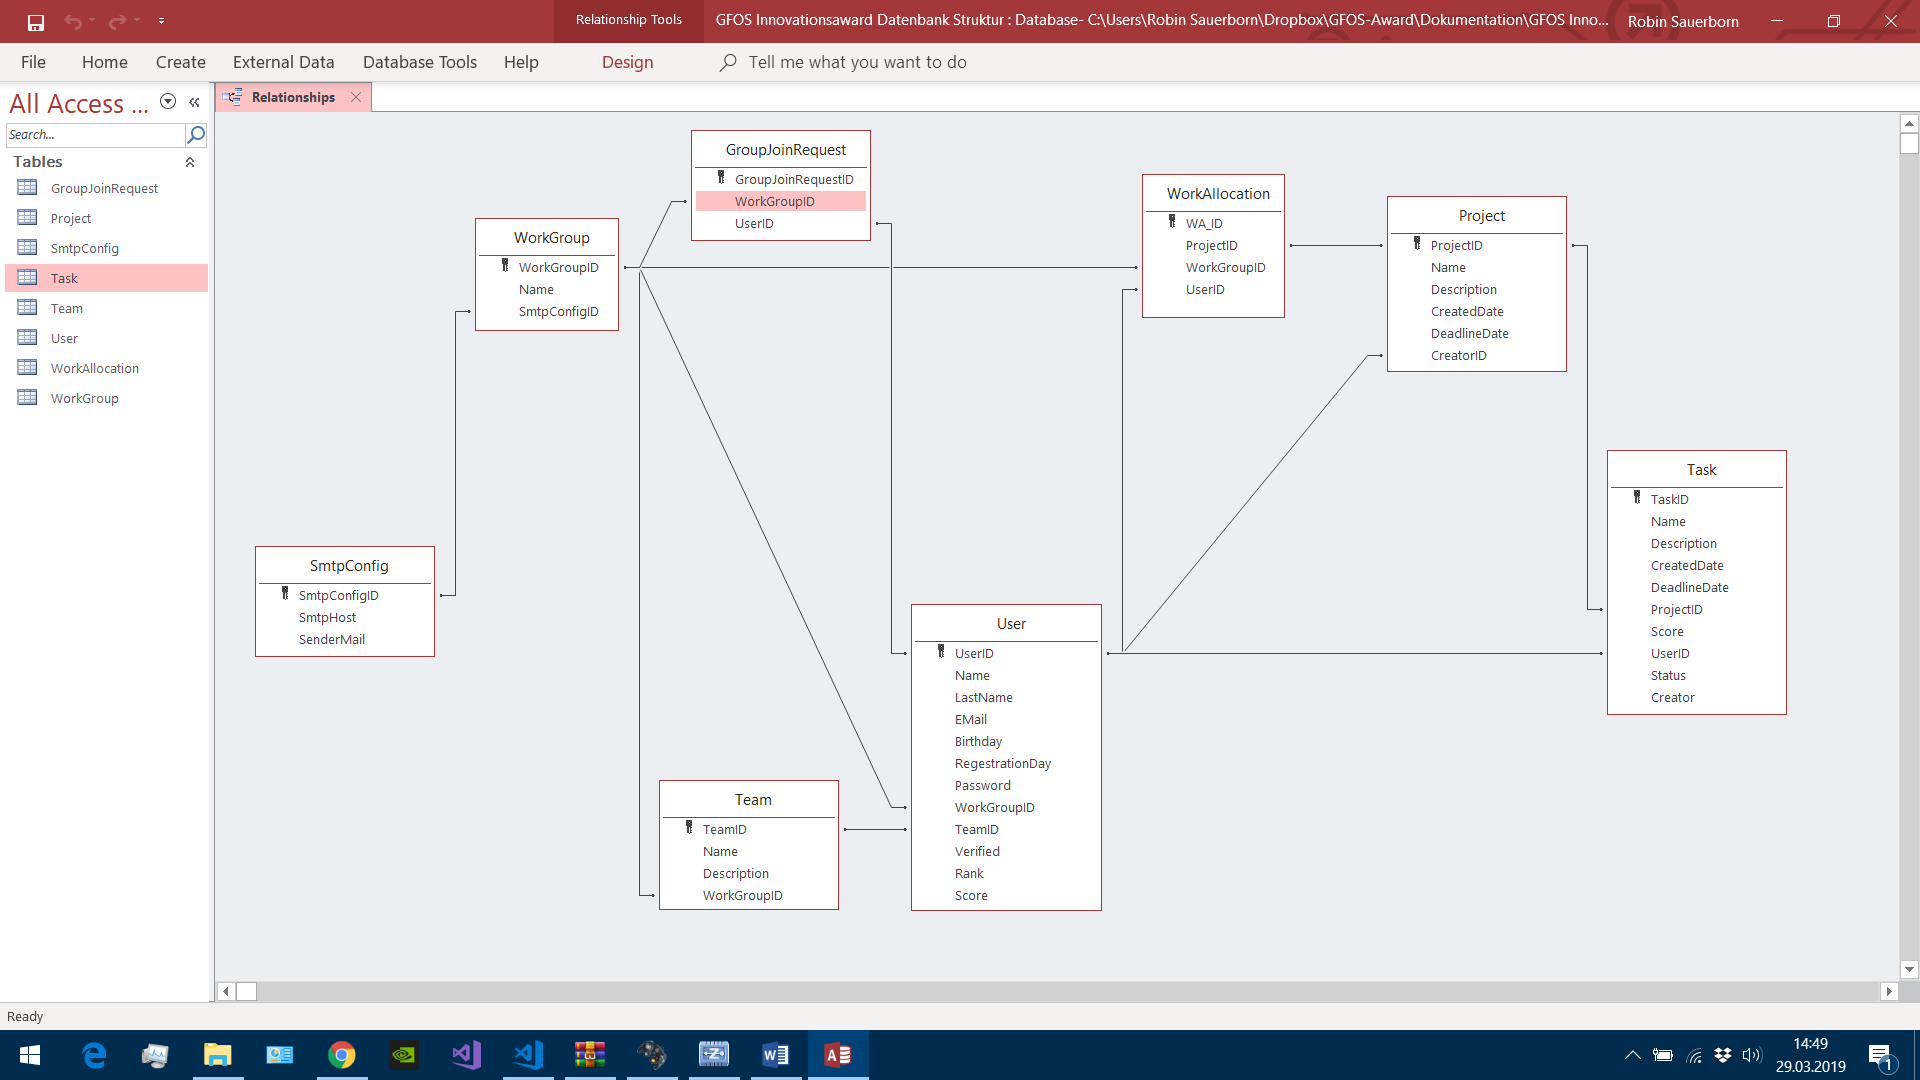 Relationship Tools
GFOS Innovationsaward Datenbank Struktur : Database- C:\Users\Robin Sauerborn\Dropbox\GFOS-Award\Dokumentation\GFOS Inno...
Robin Sauerborn
File Home Create External Data Database Tools Help Design Tell me what you want to do
All Access ...
Search...
Tables
GroupJoinRequest
Project
SmtpConfig
Task
Team
User
WorkAllocation
WorkGroup
Relationships
GroupJoinRequest
GroupJoinRequestID
WorkGroupID
UserID
WorkGroup
WorkGroupID
Name
SmtpConfigID
WorkAllocation
WA_ID
ProjectID
WorkGroupID
UserID
Project
ProjectID
Name
Description
CreatedDate
DeadlineDate
CreatorID
Task
TaskID
Name
Description
CreatedDate
DeadlineDate
ProjectID
Score
UserID
Status
Creator
SmtpConfig
SmtpConfigID
SmtpHost
SenderMail
User
UserID
Name
LastName
EMail
Birthday
RegestrationDay
Password
WorkGroupID
TeamID
Verified
Rank
Score
Team
TeamID
Name
Description
WorkGroupID
Ready
14:49
29.03.2019
1